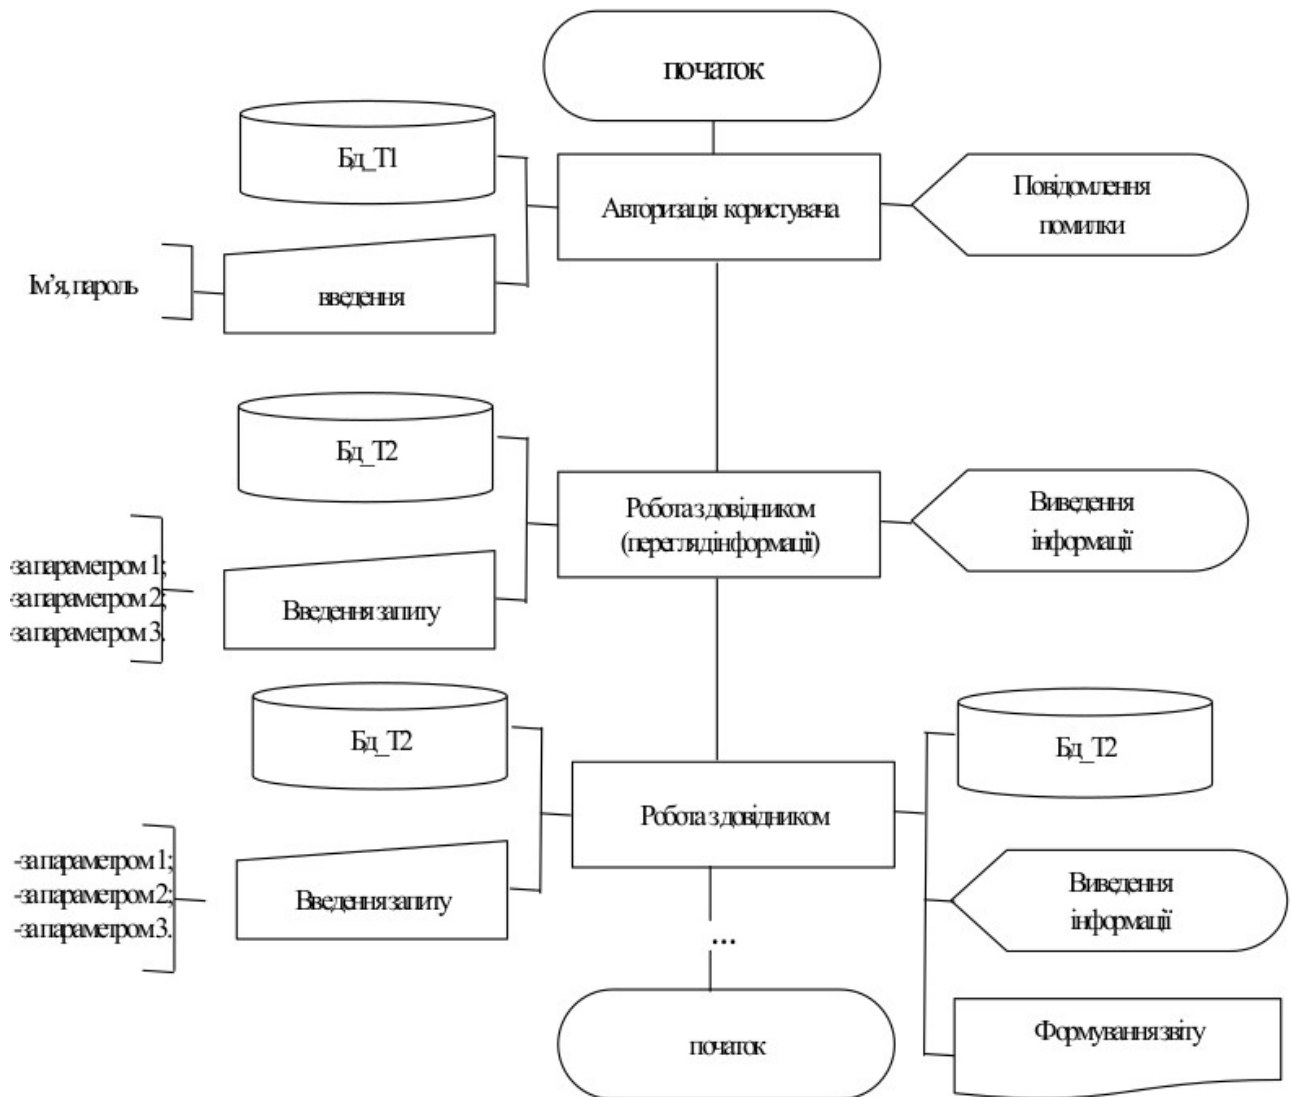 початок
Бд_Т1
Авторизація користувача
Повідомлення
помилки
Ім’я, пароль
введення
Бд_Т2
Робота з довідником
(перегляд інформації)
Виведення
інформації
-за параметром 1;
-за параметром 2;
-за параметром 3.
Введення запиту
Бд_Т2
Робота з довідником
Бд_Т2
-за параметром 1;
-за параметром 2;
-за параметром 3.
Введення запиту
Виведення
інформації
...
початок
Формування звіту